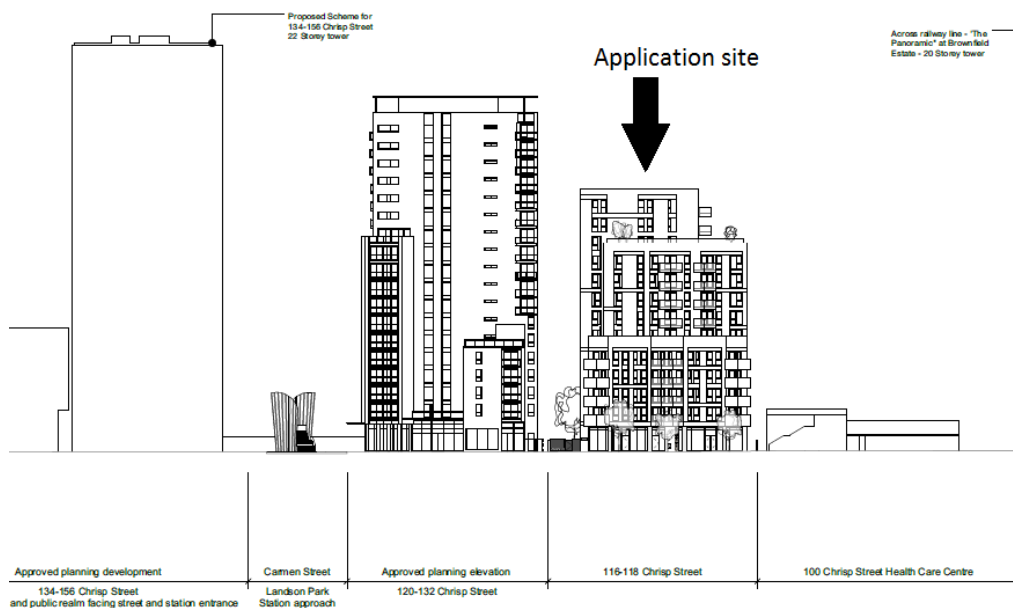 Proposed Scheme for
134-156 Chrisp Street
22 Storey tower
Application site
Across railway line - "The
Panoramic" at Brownfield
Estate - 20 Storey tower
Approved planning development
Carmen Street
Approved planning elevation
116-118 Chrisp Street
100 Chrisp Street Health Care Centre
134-156 Chrisp Street
and public realm facing street and station entrance
Landson Park
Station approach
120-132 Chrisp Street